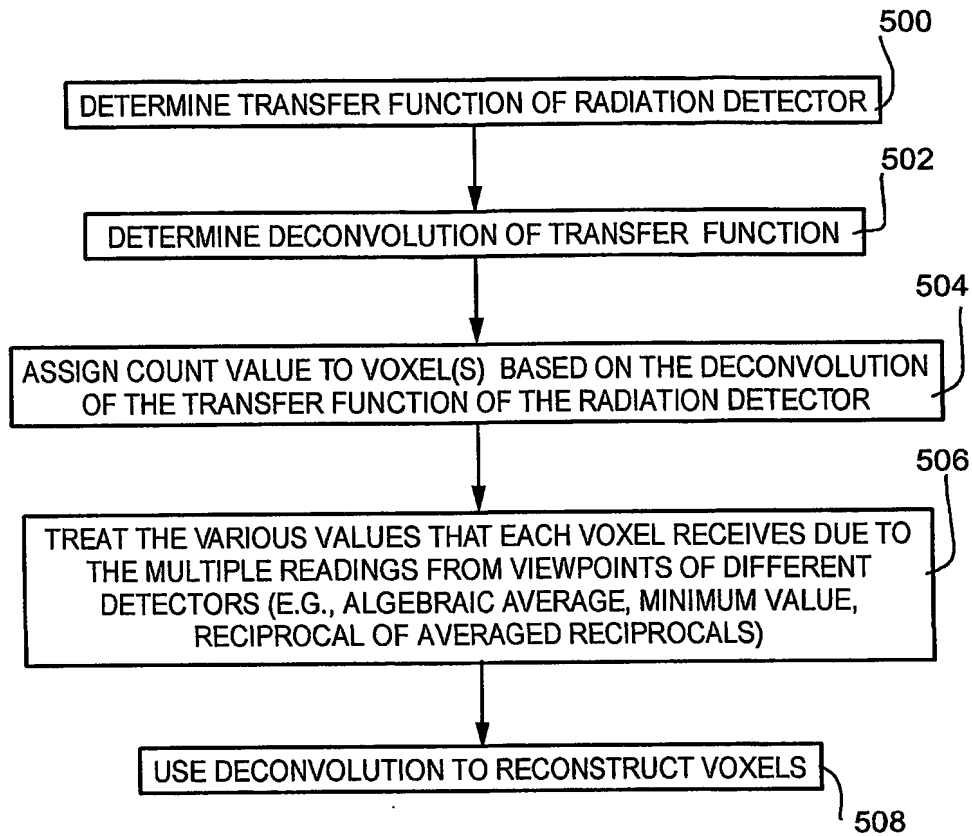 500
DETERMINE TRANSFER FUNCTION OF RADIATION DETECTOR
502
DETERMINE DECONVOLUTION OF TRANSFER FUNCTION
504
ASSIGN COUNT VALUE TO VOXEL(S) BASED ON THE DECONVOLUTION
OF THE TRANSFER FUNCTION OF THE RADIATION DETECTOR
506
TREAT THE VARIOUS VALUES THAT EACH VOXEL RECEIVES DUE TO
THE MULTIPLE READINGS FROM VIEWPOINTS OF DIFFERENT
DETECTORS (E.G., ALGEBRAIC AVERAGE, MINIMUM VALUE,
RECIPROCAL OF AVERAGED RECIPROCALS)
USE DECONVOLUTION TO RECONSTRUCT VOXELS
508